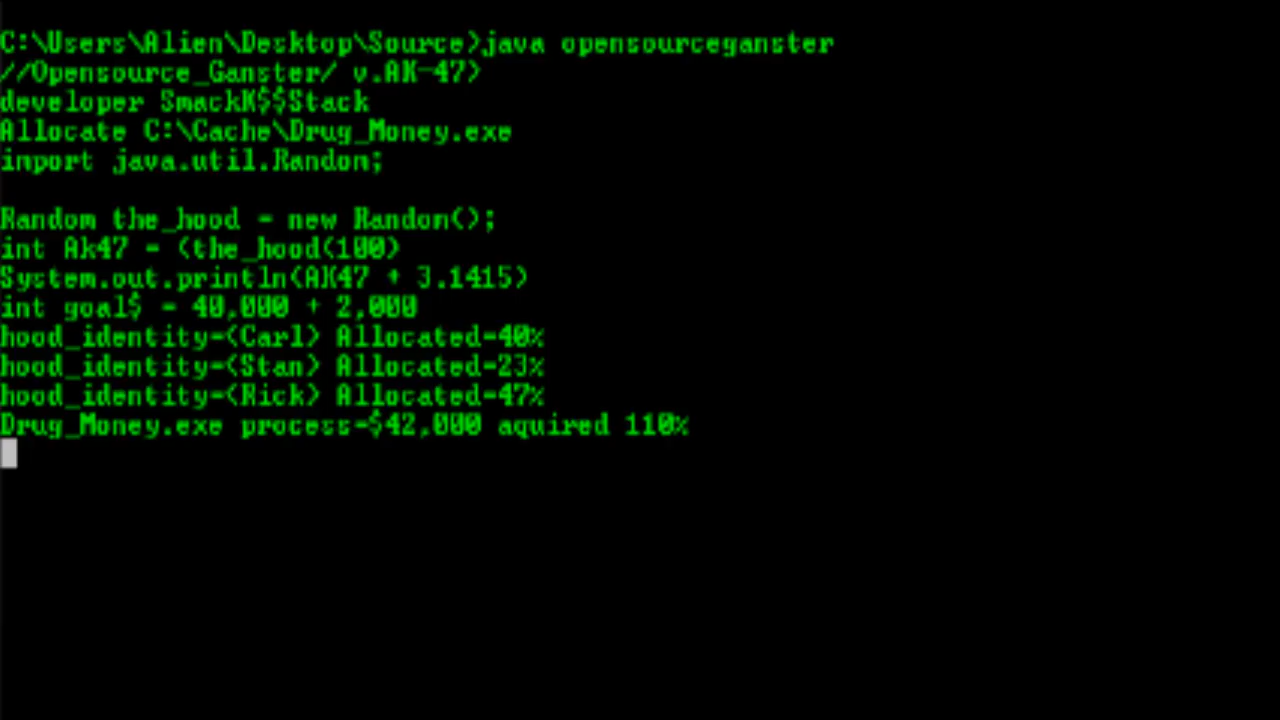 C:\Users\Alien\Desktop\Source>java opensourceganster
//Opensource_Ganster/ v.AK-47>
developer SmackK$$Stack
Allocate C:\Cache\Drug_Money.exe
import java.util.Random;
Random the_hood = new Random();
int Ak47 = (the_hood(100)
System.out.println(AK47 + 3.1415)
int goal$ = 40,000 + 2,000
hood_identity=(Carl) Allocated=40%
hood_identity=(Stan) Allocated=23%
hood_identity=(Rick) Allocated=47%
Drug_Money.exe process=$42,000 aquired 110%